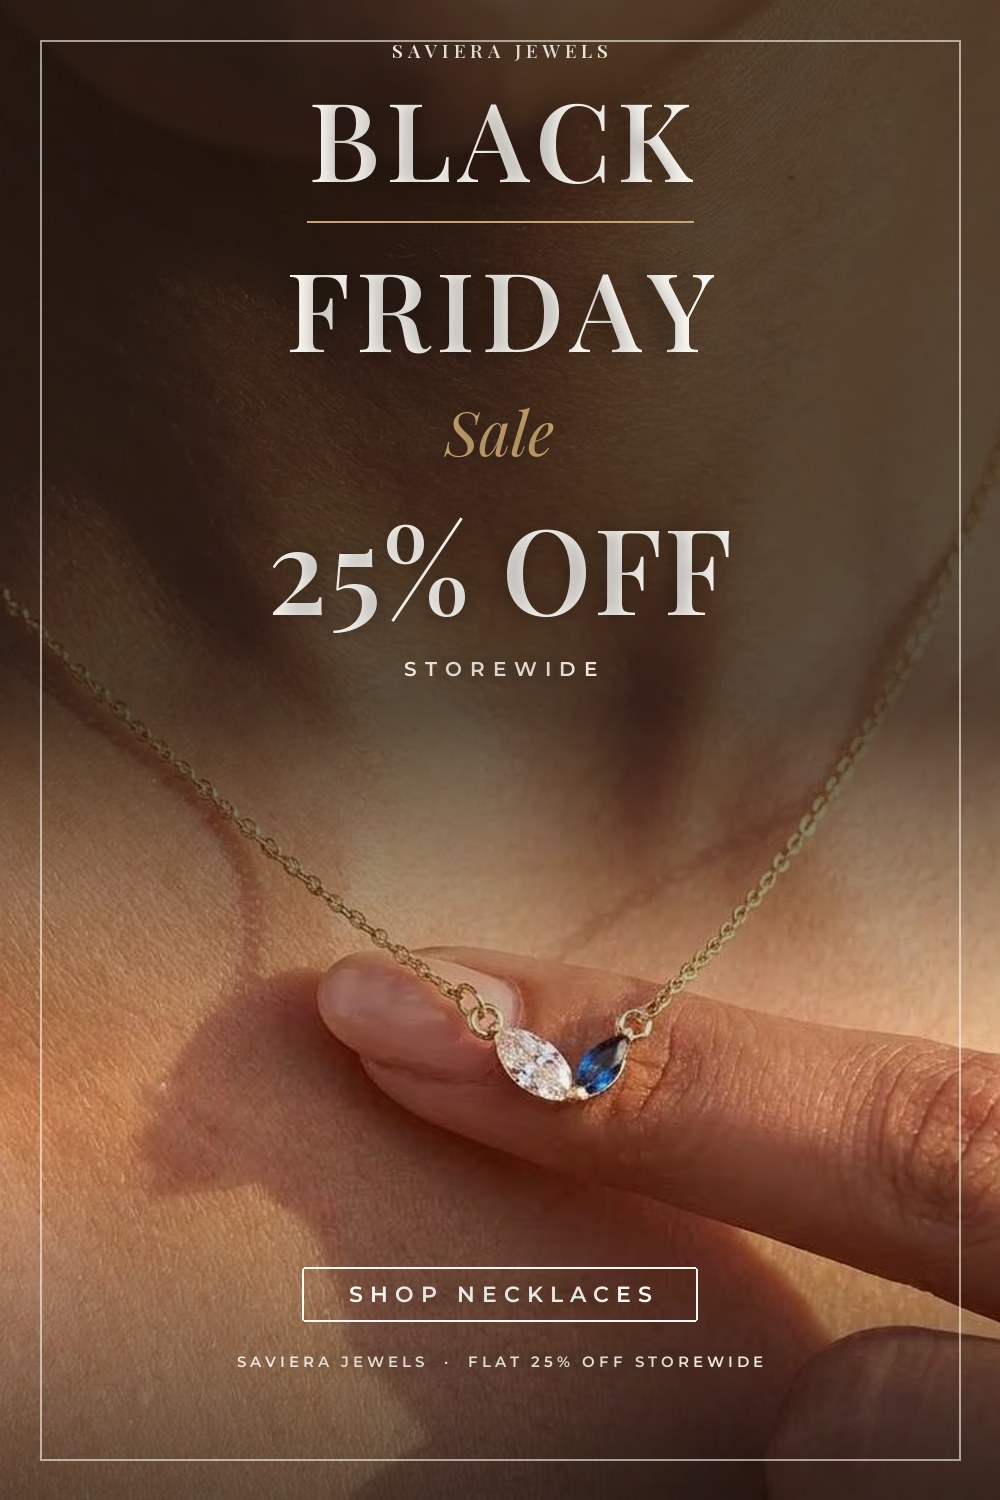 SAVIERA JEWELS
BLACK
FRIDAY
Sale
25% OFF
STOREWIDE
SHOP NECKLACES
SAVIERA JEWELS · FLAT 25% OFF STOREWIDE